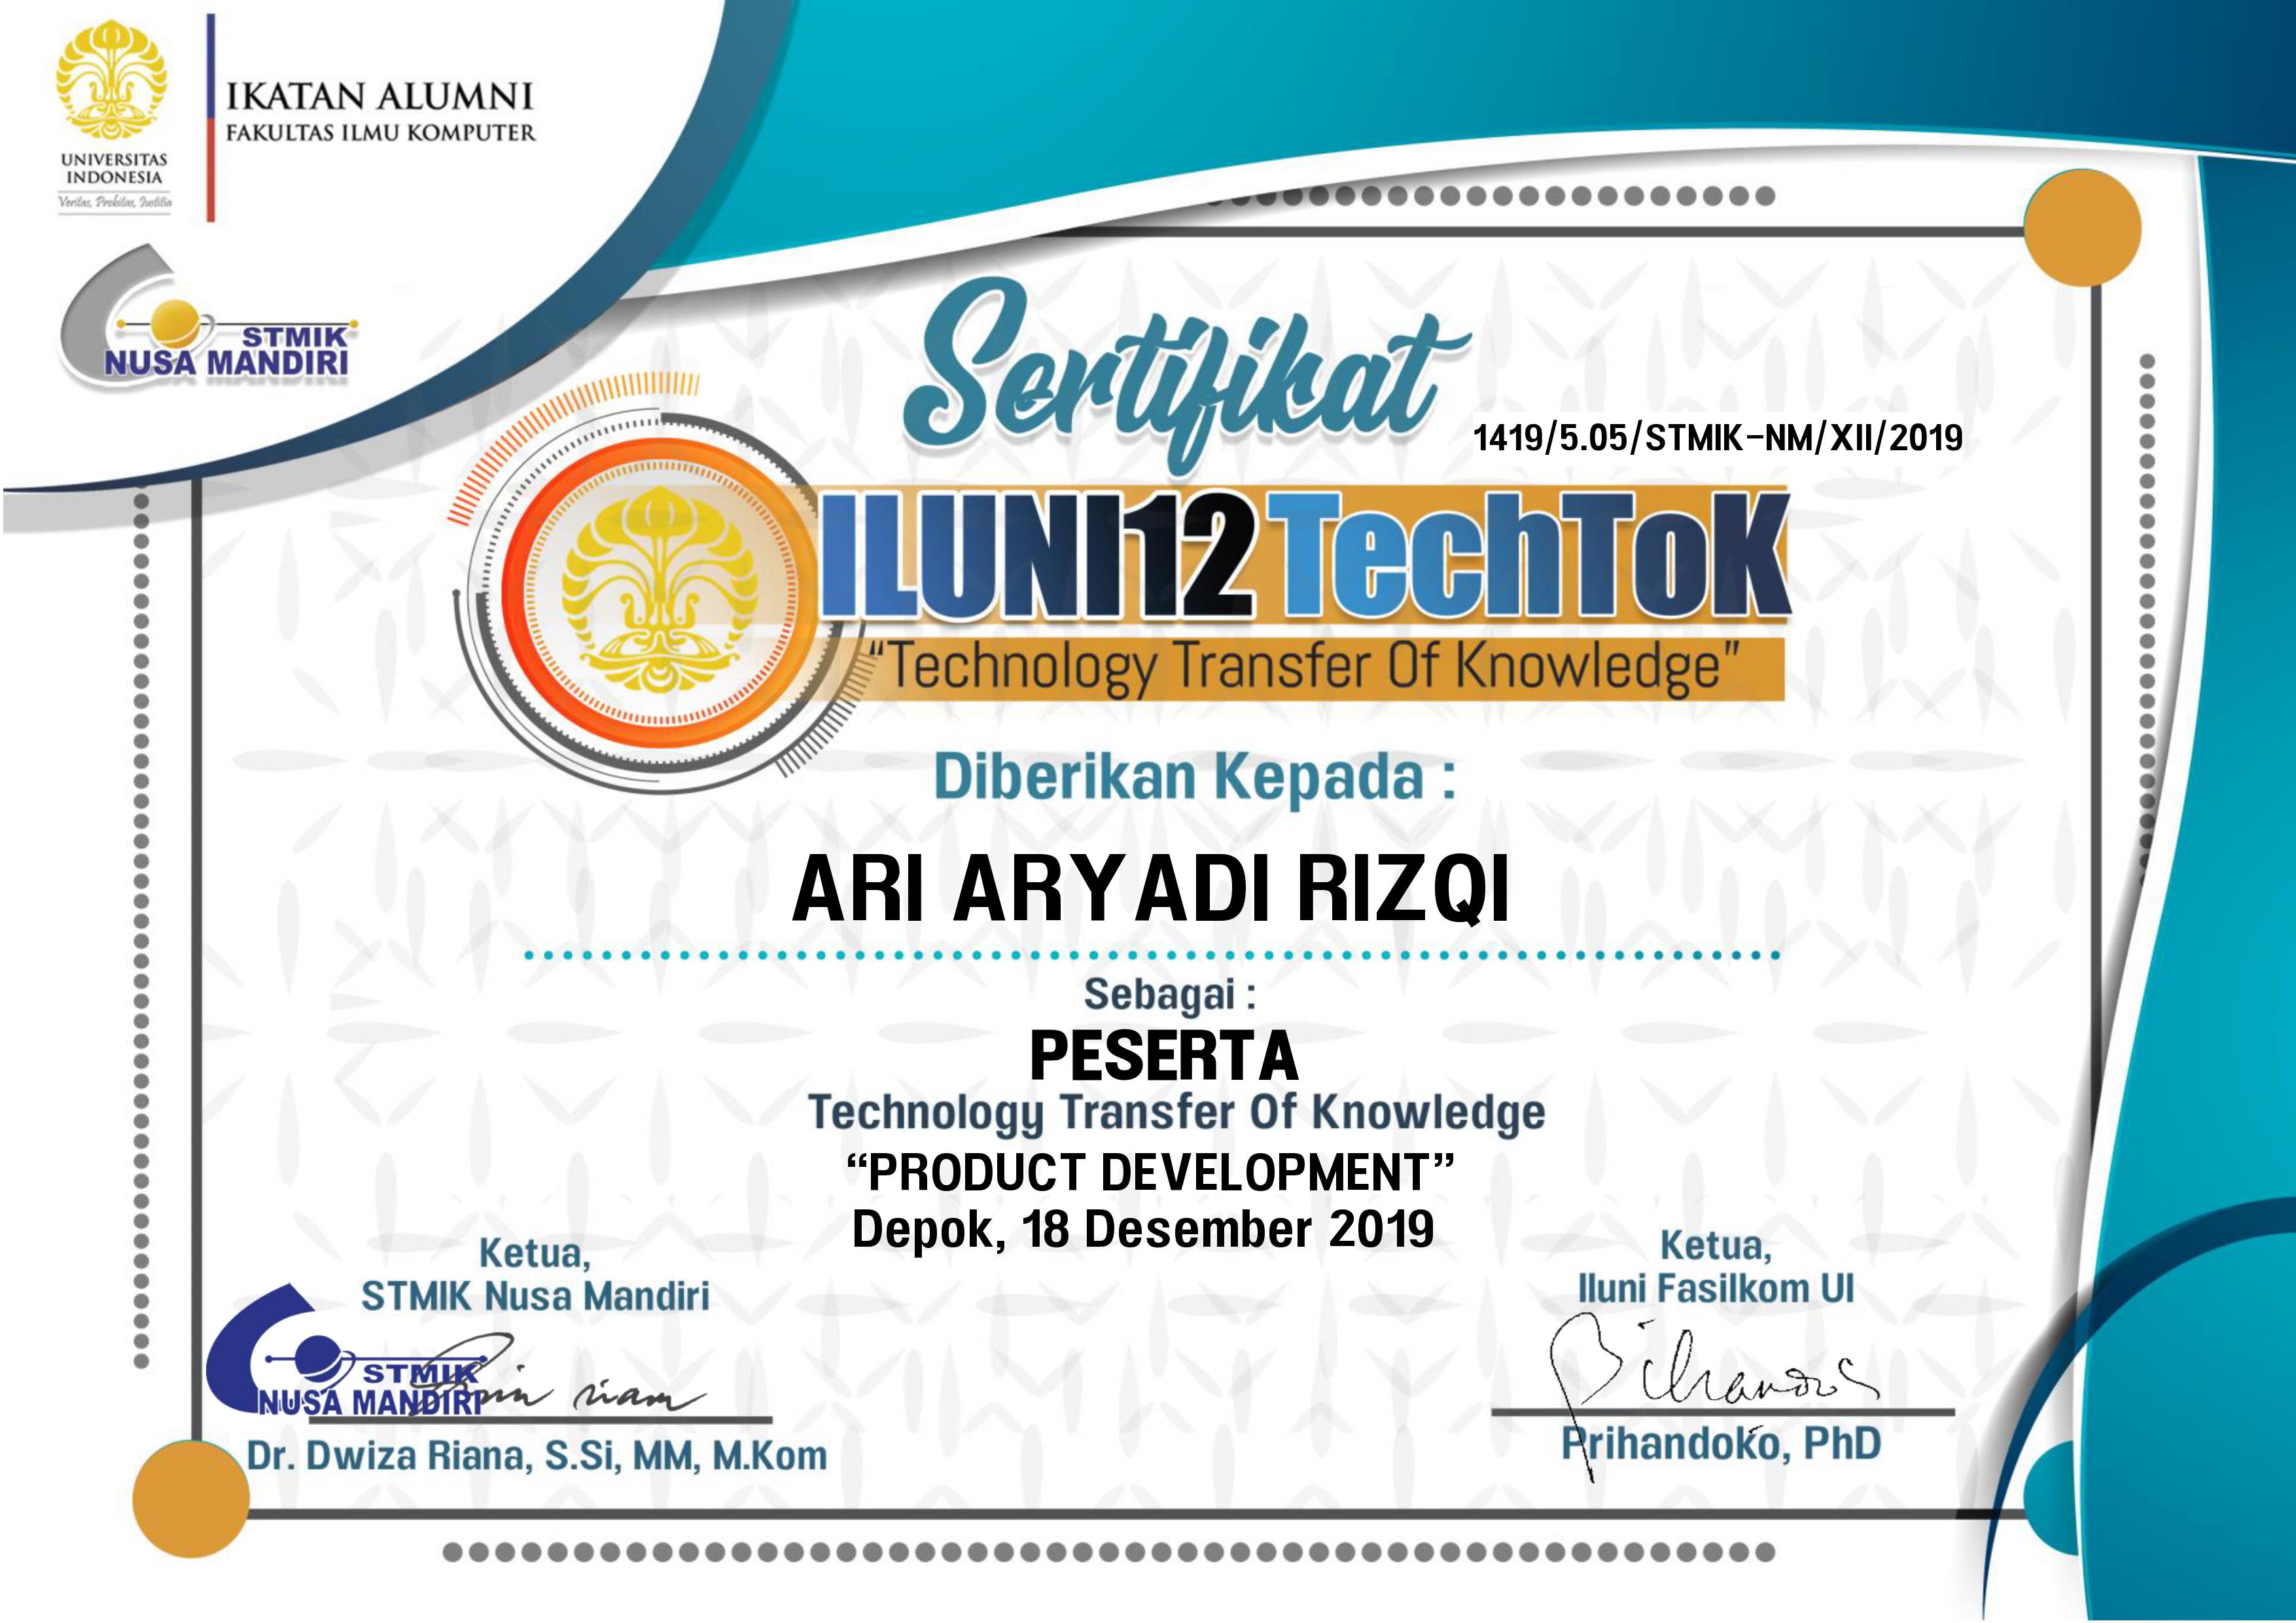 UNIVERSITAS
INDONESIA
Veritas, Probitas, Justitia
IKATAN ALUMNI
FAKULTAS ILMU KOMPUTER
STMIK
NUSA MANDIRI
Sertifikat
1419/5.05/STMIK-NM/XII/2019
ILUNI12 TechToK
“Technology Transfer Of Knowledge”
Diberikan Kepada :
ARI ARYADI RIZQI
Sebagai :
PESERTA
Technology Transfer Of Knowledge
“PRODUCT DEVELOPMENT”
Depok, 18 Desember 2019
Ketua,
STMIK Nusa Mandiri
STMIK
NUSA MANDIRI
Dr. Dwiza Riana, S.Si, MM, M.Kom
Ketua,
Iluni Fasilkom UI
Prihandoko, PhD